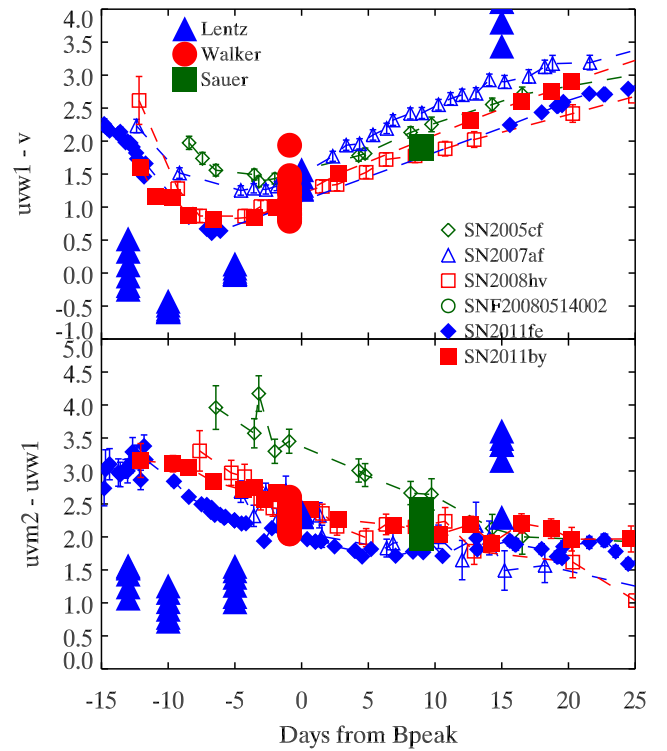 4.0
3.5
3.0
2.5
2.0
1.5
1.0
0.5
0.0
-0.5
-1.0
uvw1 - v
Lentz
Walker
Sauer
SN2005cf
SN2007af
SN2008hv
SNF20080514002
SN2011fe
SN2011by
5.0
4.5
4.0
3.5
3.0
2.5
2.0
1.5
1.0
0.5
0.0
uvm2 - uvw1
-15 -10 -5 0 5 10 15 20 25
Days from Bpeak